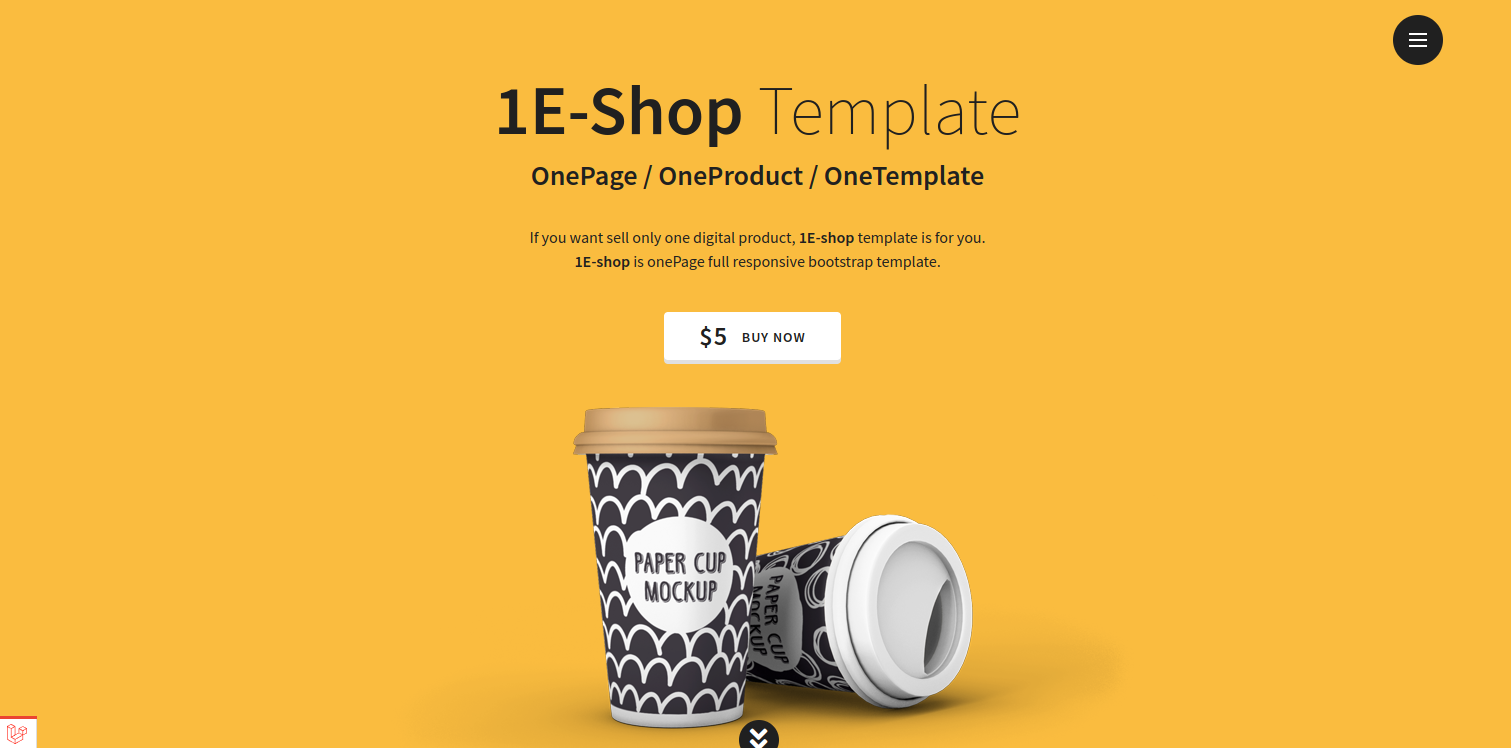 1E-Shop Template
OnePage / OneProduct / OneTemplate
If you want sell only one digital product, 1E-shop template is for you.
1E-shop is onePage full responsive bootstrap template.
$5 BUY NOW
PAPER CUP
MOCKUP
PAPER CUP
MOCKUP